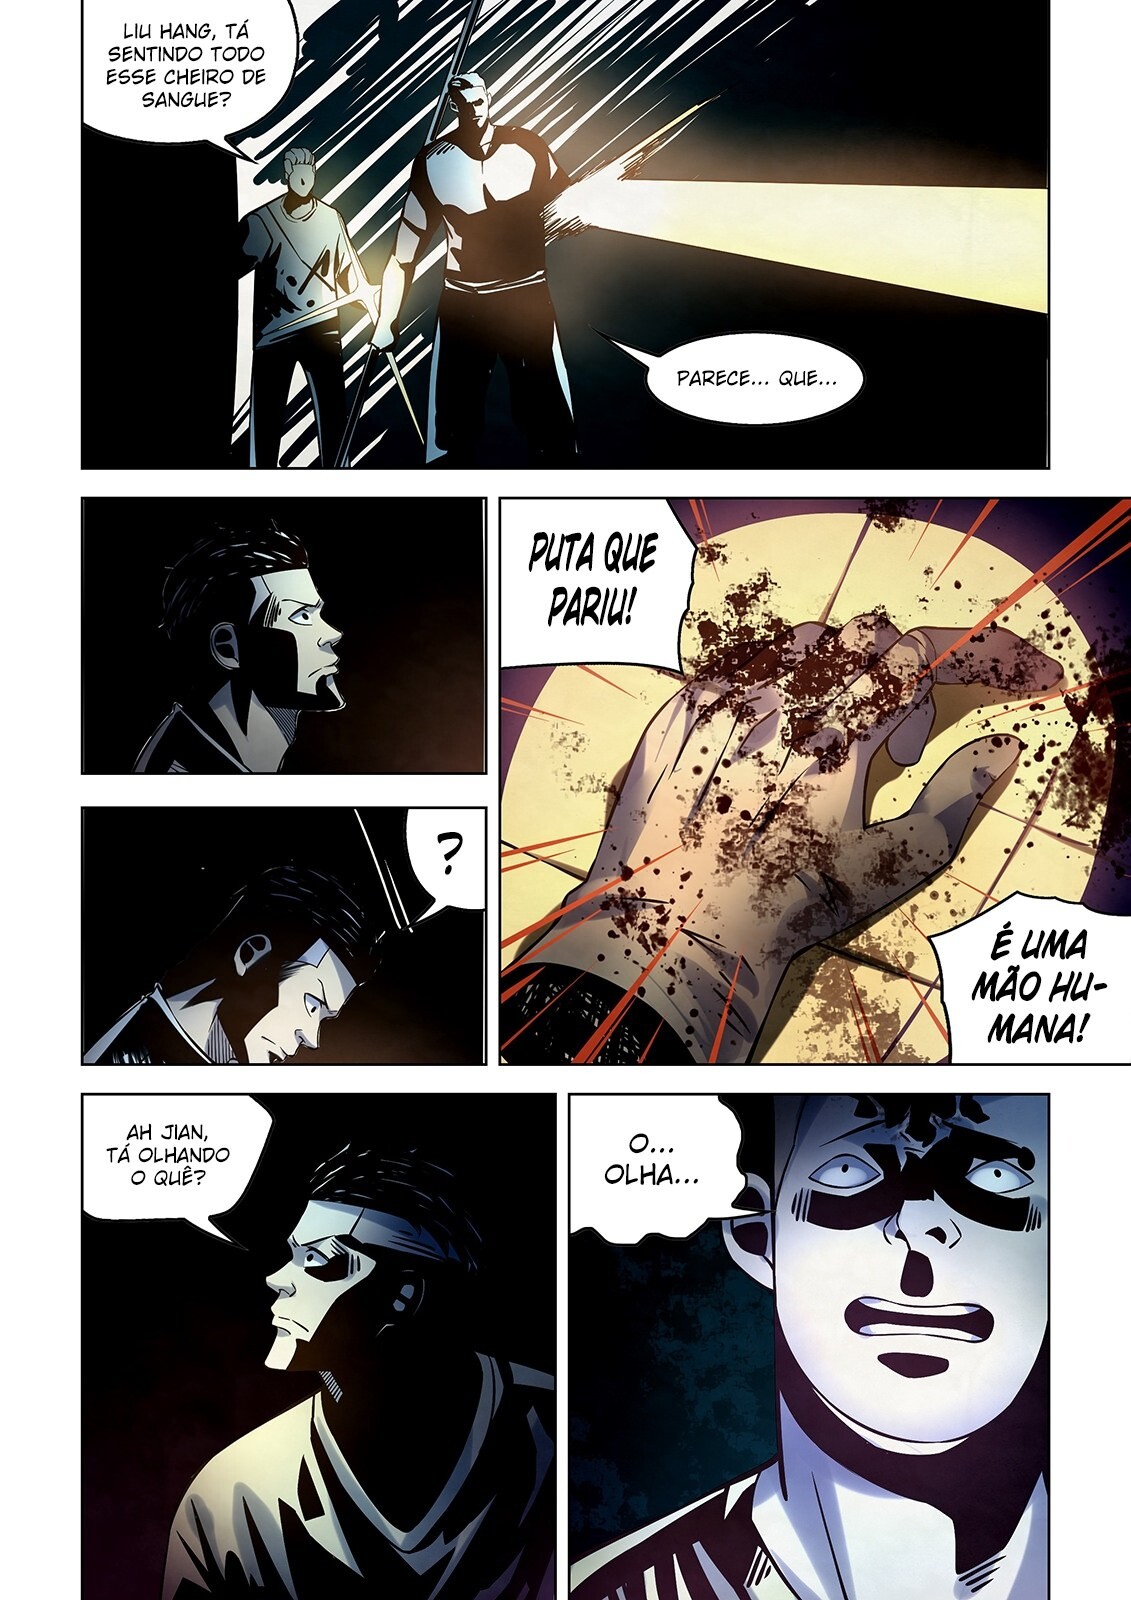 LIU HANG, TÁ
SENTINDO TODO
ESSE CHEIRO DE
SANGUE?
PARECE... QUE...
PUTA QUE
PARIU!
?
É UMA
MÃO HU-
MANA!
AH JIAN,
TÁ OLHANDO
O QUÊ?
O...
OLHA...